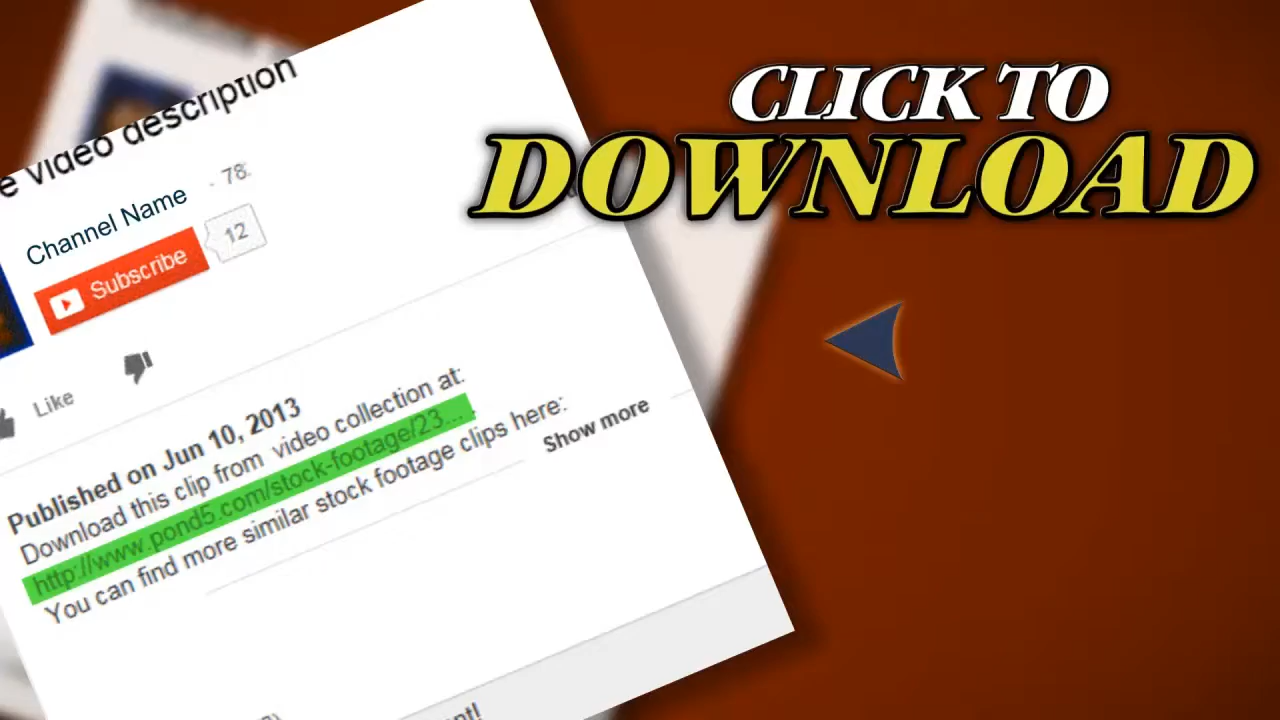 CLICK TO
DOWNLOAD
e video description
Channel Name
78
Subscribe
12
Like
Published on Jun 10, 2013
Download this clip from video collection at:
http://www.pond5.com/stock-footage/23...
You can find more similar stock footage clips here:
Show more